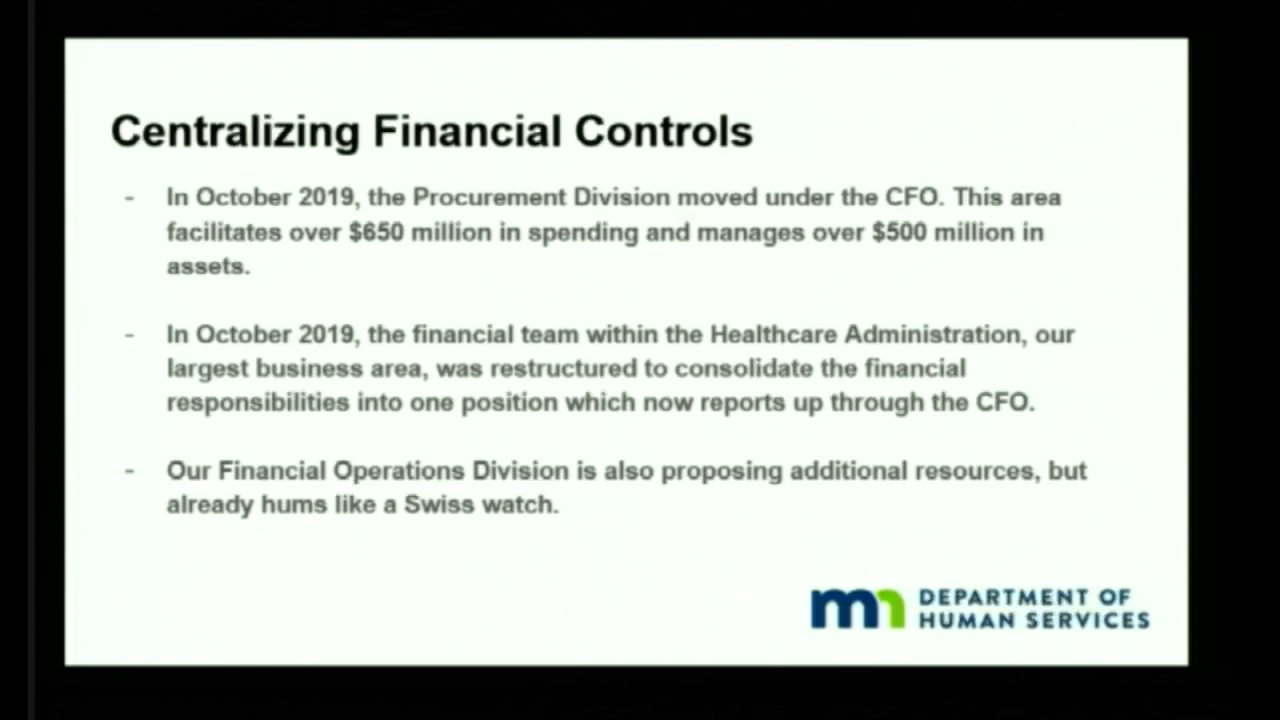 Centralizing Financial Controls
- In October 2019, the Procurement Division moved under the CFO. This area
facilitates over $650 million in spending and manages over $500 million in
assets.
- In October 2019, the financial team within the Healthcare Administration, our
largest business area, was restructured to consolidate the financial
responsibilities into one position which now reports up through the CFO.
- Our Financial Operations Division is also proposing additional resources, but
already hums like a Swiss watch.
mn DEPARTMENT OF
HUMAN SERVICES